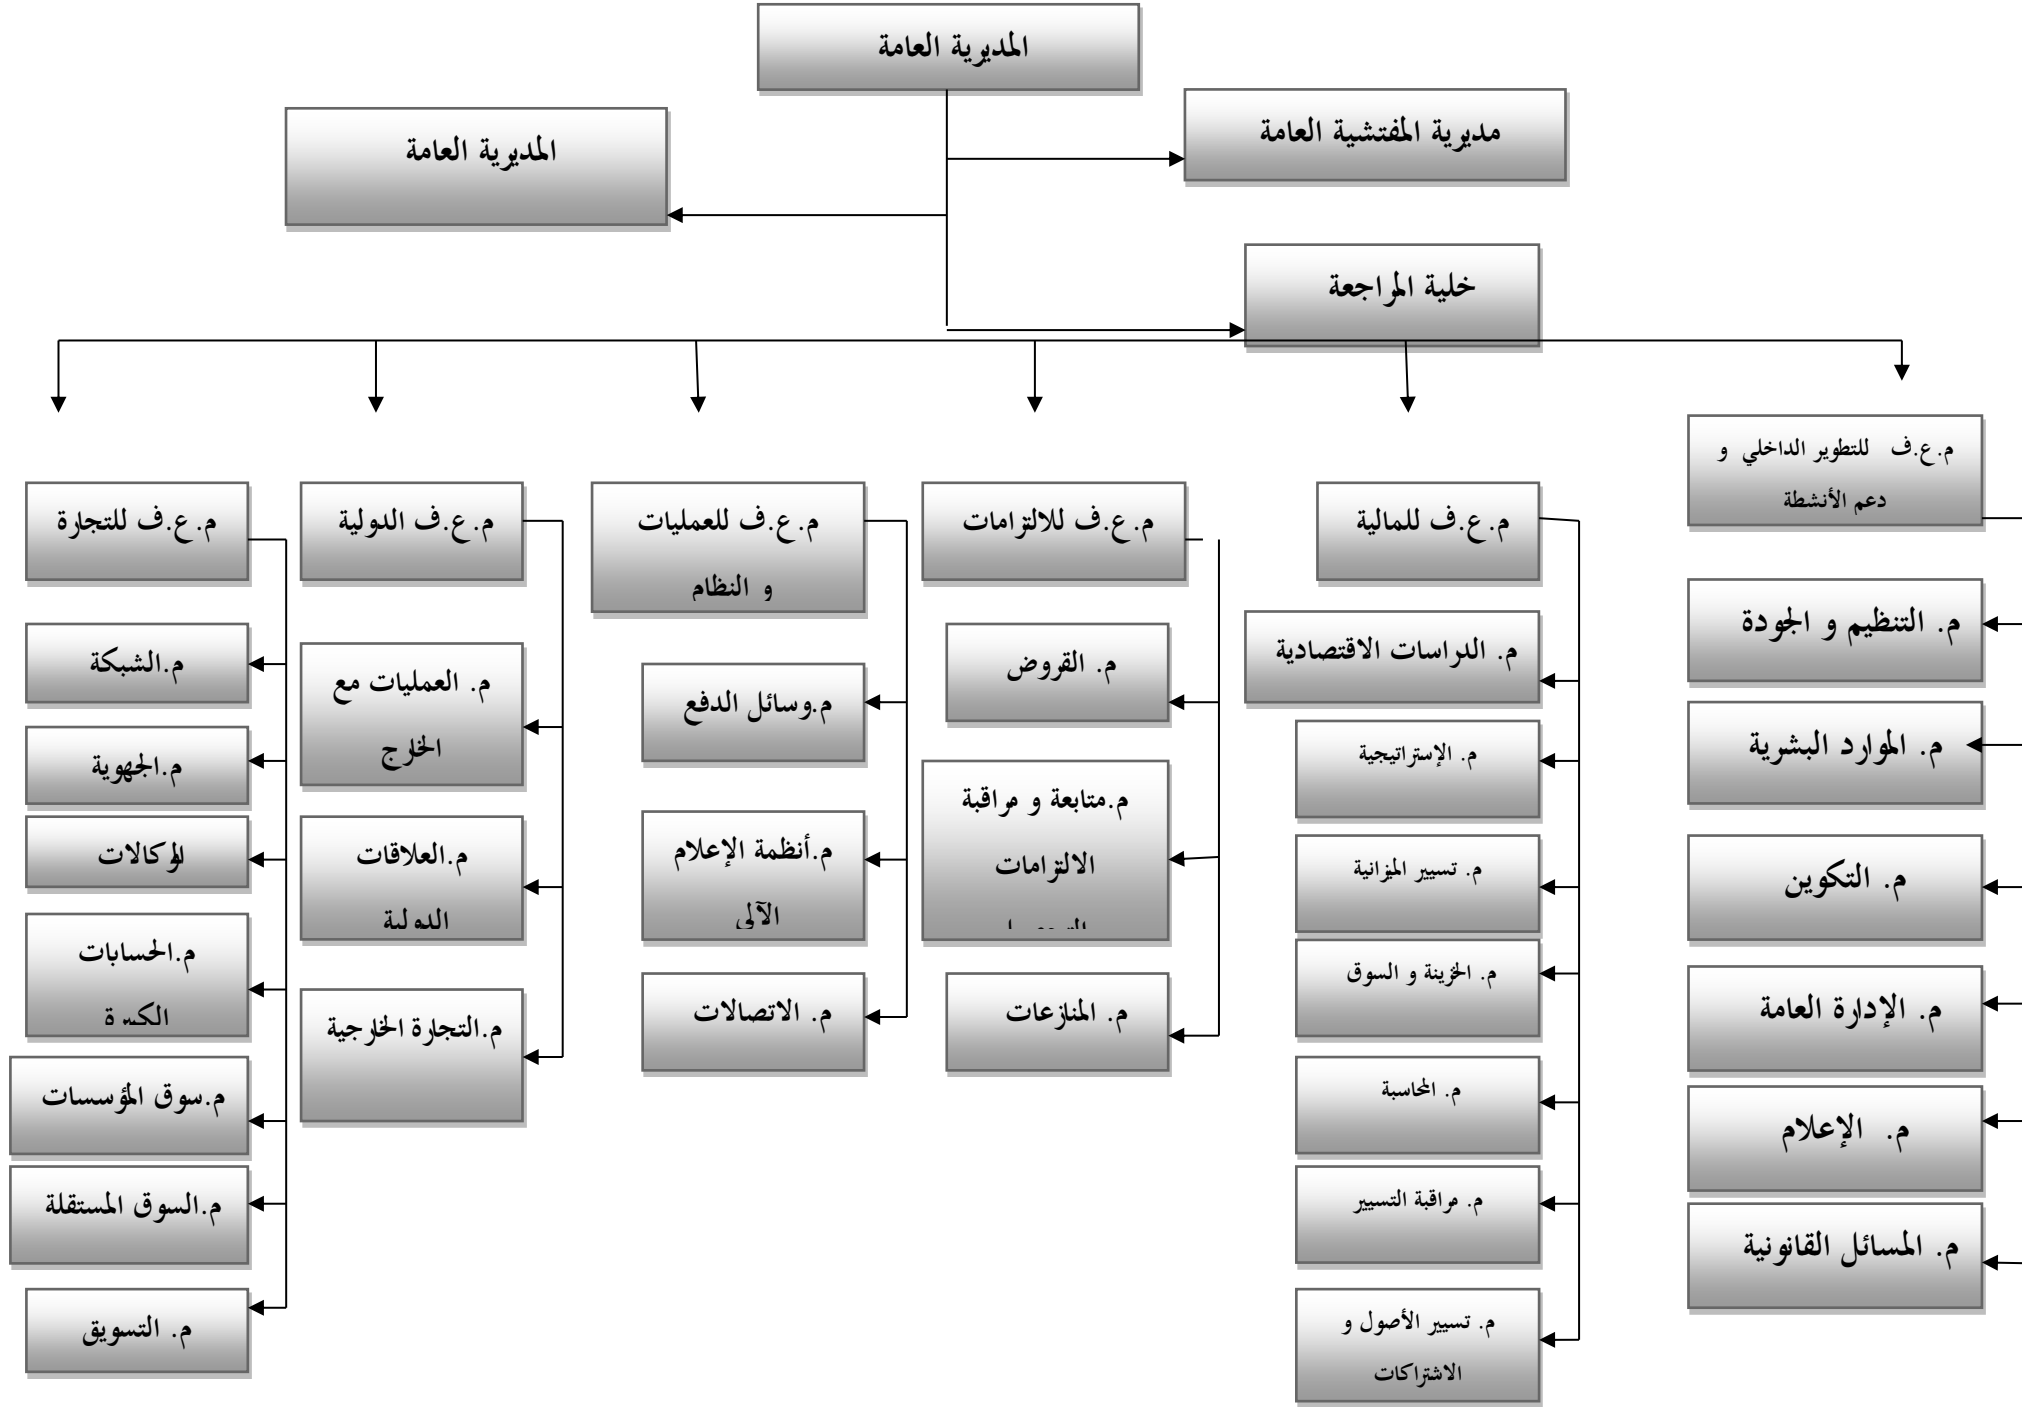 المديرية العامة
مديرية المفتشية العامة
المديرية العامة
خلية المراجعة
م.ع.ف للتطوير الداخلي و
دعم الأنشطة
م. التنظيم و الجودة
م. الموارد البشرية
م. التكوين
م. الإدارة العامة
م. الإعلام
م. المسائل القانونية
م.ع.ف للمالية
م. الدراسات الاقتصادية
م. الإستراتيجية
م. تسيير الميزانية
م. الخزينة و السوق
م. المحاسبة
م. مراقبة التسيير
م. تسيير الأصول و
الاشتراكات
م.ع.ف للالتزامات
م. القروض
م.متابعة و مراقبة
الالتزامات
م. المنازعات
م.ع.ف للعمليات
و النظام
م.وسائل الدفع
م.أنظمة الإعلام
الآلي
م. الاتصالات
م.ع.ف الدولية
م. العمليات مع
الخارج
م.العلاقات
الدولية
م.التجارة الخارجية
م.ع.ف للتجارة
م.الشبكة
م.الجهوية
الوكالات
م.الحسابات
الكبيرة
م.سوق المؤسسات
م.السوق المستقلة
م. التسويق